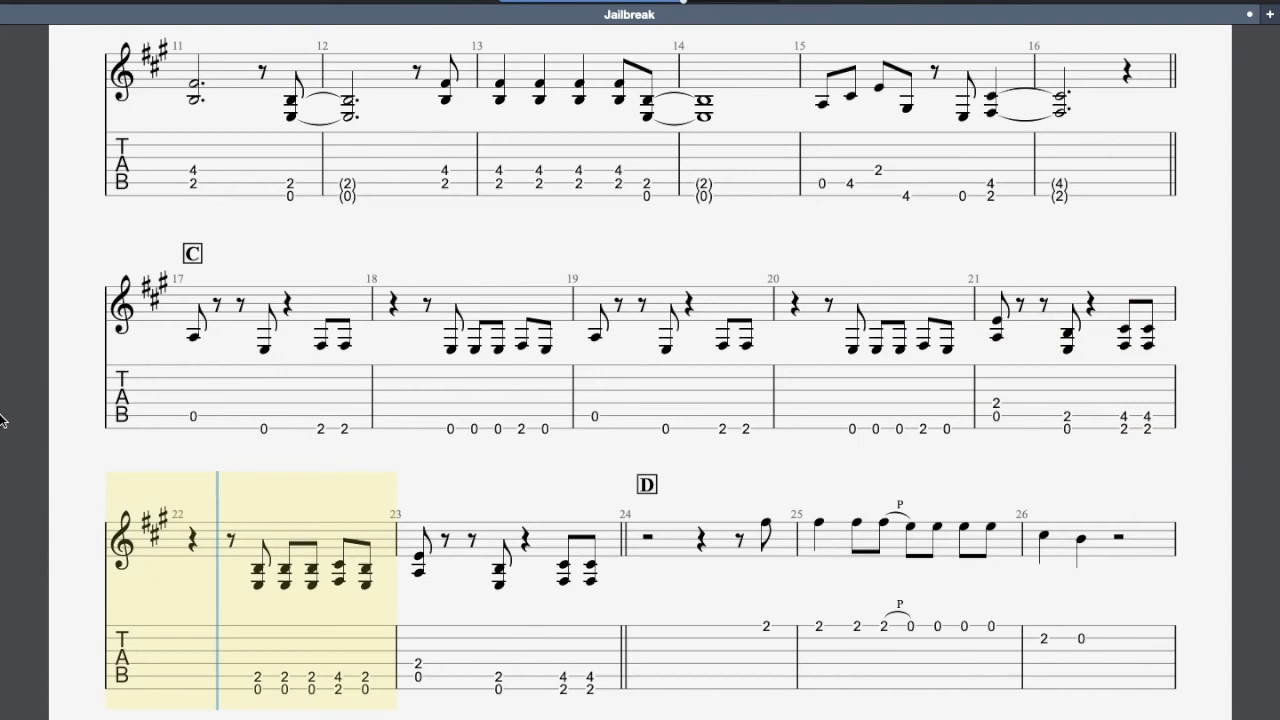 Jailbreak
+
11 12 13 14 15 16
T
A 4 4 4 4 4 4 2
B 2 2 (2) 2 2 2 2 2 2 (2) 0 4 4 (4)
0 (0) 0 (0) 4 0 2 (2)
C
17 18 19 20 21
T
A 2
B 0 0 0 2 4 4
0 2 2 0 0 0 2 0 0 2 2 0 0 0 2 0 0 2 2
D
22 23 24 25 26
P
P
2 2 2 2 0 0 0 0
T 2 0
A 2
B 2 2 2 4 2 0 2 4 4
0 0 0 2 0 0 2 2